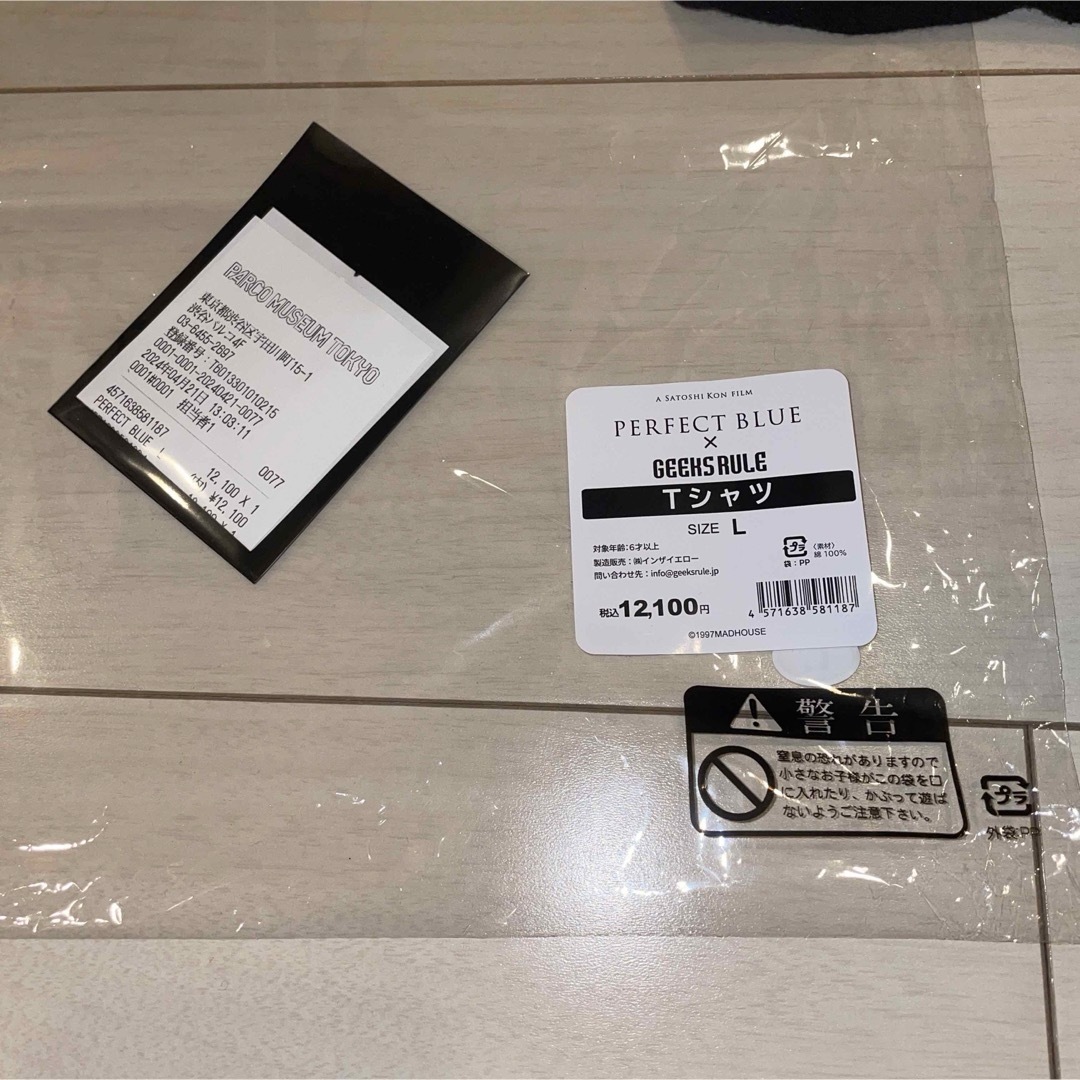 PARCO MUSEUM TOKYO
東京都渋谷区宇田川町15-1
渋谷パルコ4F
03-6455-2697
登録番号:T6013301010215
0001-0001-20240421-0077
2024年04月21日 13:03:11
0001#0001 担当者1
0077
4571638581187
PERFECT BLUE L
12,100 X 1
(内) ¥12,100
A SATOSHI KON FILM
PERFECT BLUE
×
GEEKS RULE
Tシャツ
SIZE L
対象年齢:6才以上
製造販売:㈱インザイエロー
問い合わせ先:info@geeksrule.jp
プラ
袋:PP
〈素材〉
綿100%
税込12,100円
4 571638 581187
©1997MADHOUSE
警告
窒息の恐れがありますので
小さなお子様がこの袋を口
に入れたり、かぶって遊ば
ないようご注意下さい。
プラ
外袋:PP